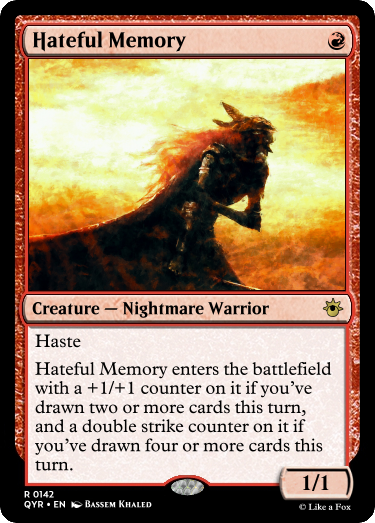 Hateful Memory
Creature — Nightmare Warrior
Haste
Hateful Memory enters the battlefield
with a +1/+1 counter on it if you've
drawn two or more cards this turn,
and a double strike counter on it if
you've drawn four or more cards this
turn.
1/1
R 0142
QYR • EN Bassem Khaled
© Like a Fox